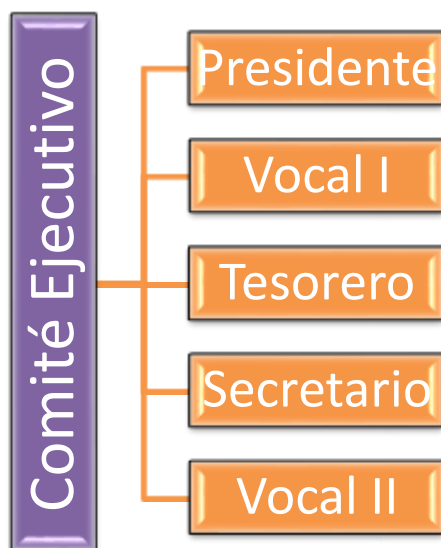 Comité Ejecutivo
Presidente
Vocal I
Tesorero
Secretario
Vocal II